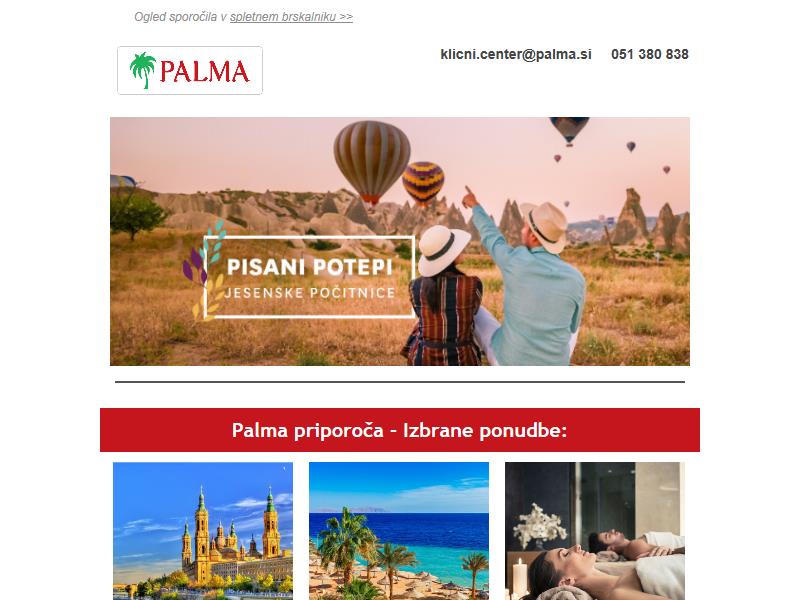 Ogled sporočila v spletnem brskalniku >>
PALMA
klicni.center@palma.si 051 380 838
PISANI POTEPI
JESENSKE POČITNICE
Palma priporoča - Izbrane ponudbe: